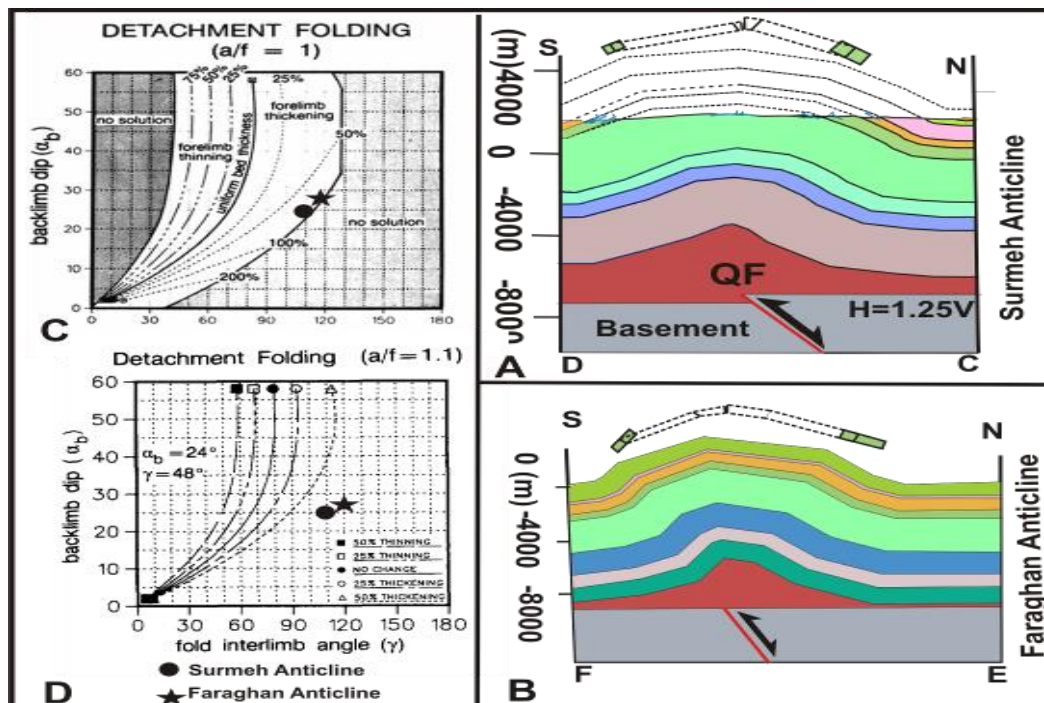 DETACHMENT FOLDING
(a/f = 1)
75%
50%
25%
25%
no solution
forelimb
thinning
uniform bed thickness
forelimb
thickening
50%
no solution
100%
200%
backlimb dip (αb)
60
50
40
30
20
10
0
0 30 60 90 120 150 180
C
Detachment Folding (a/f = 1.1)
αb = 24°
γ = 48°
50% THINNING
25% THINNING
NO CHANGE
25% THICKENING
50% THICKENING
backlimb dip (αb)
60
50
40
30
20
10
0
0 30 60 90 120 150 180
fold interlimb angle (γ)
Surmeh Anticline
Faraghan Anticline
D
S
N
(m)4000
0
-4000
-8000
QF
H=1.25V
Basement
A
D
C
Surmeh Anticline
S
N
0 (m)
-4000
-8000
B
F
E
Faraghan Anticline